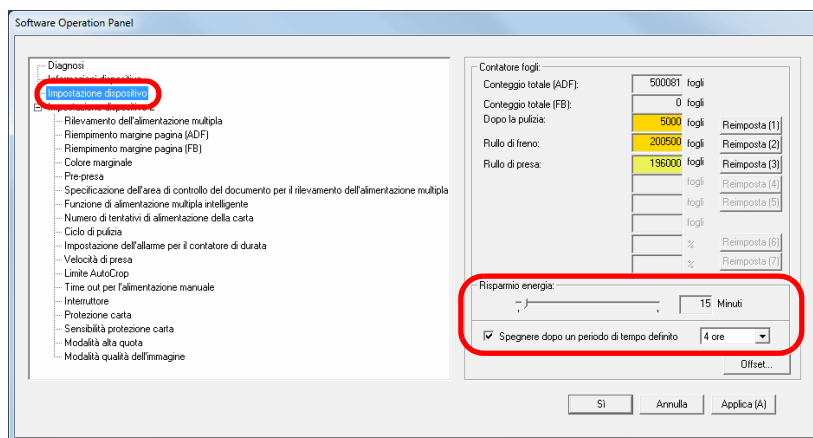 Software Operation Panel
Diagnosi
Informazioni dispositivo
Impostazione dispositivo
Impostazione dispositivo 2
Rilevamento dell'alimentazione multipla
Riempimento margine pagina (ADF)
Riempimento margine pagina (FB)
Colore marginale
Pre-presa
Specificazione dell'area di controllo del documento per il rilevamento dell'alimentazione multipla
Funzione di alimentazione multipla intelligente
Numero di tentativi di alimentazione della carta
Ciclo di pulizia
Impostazione dell'allarme per il contatore di durata
Velocità di presa
Limite AutoCrop
Time out per l'alimentazione manuale
Interruttore
Protezione carta
Sensibilità protezione carta
Modalità alta quota
Modalità qualità dell'immagine
Contatore fogli:
Conteggio totale (ADF): 500081 fogli
Conteggio totale (FB): 0 fogli
Dopo la pulizia: 5000 fogli Reimposta (1)
Rullo di freno: 200500 fogli Reimposta (2)
Rullo di presa: 196000 fogli Reimposta (3)
fogli Reimposta (4)
fogli Reimposta (5)
fogli
% Reimposta (6)
% Reimposta (7)
Risparmio energia:
15 Minuti
Spegnere dopo un periodo di tempo definito 4 ore
Offset...
Sì Annulla Applica (A)